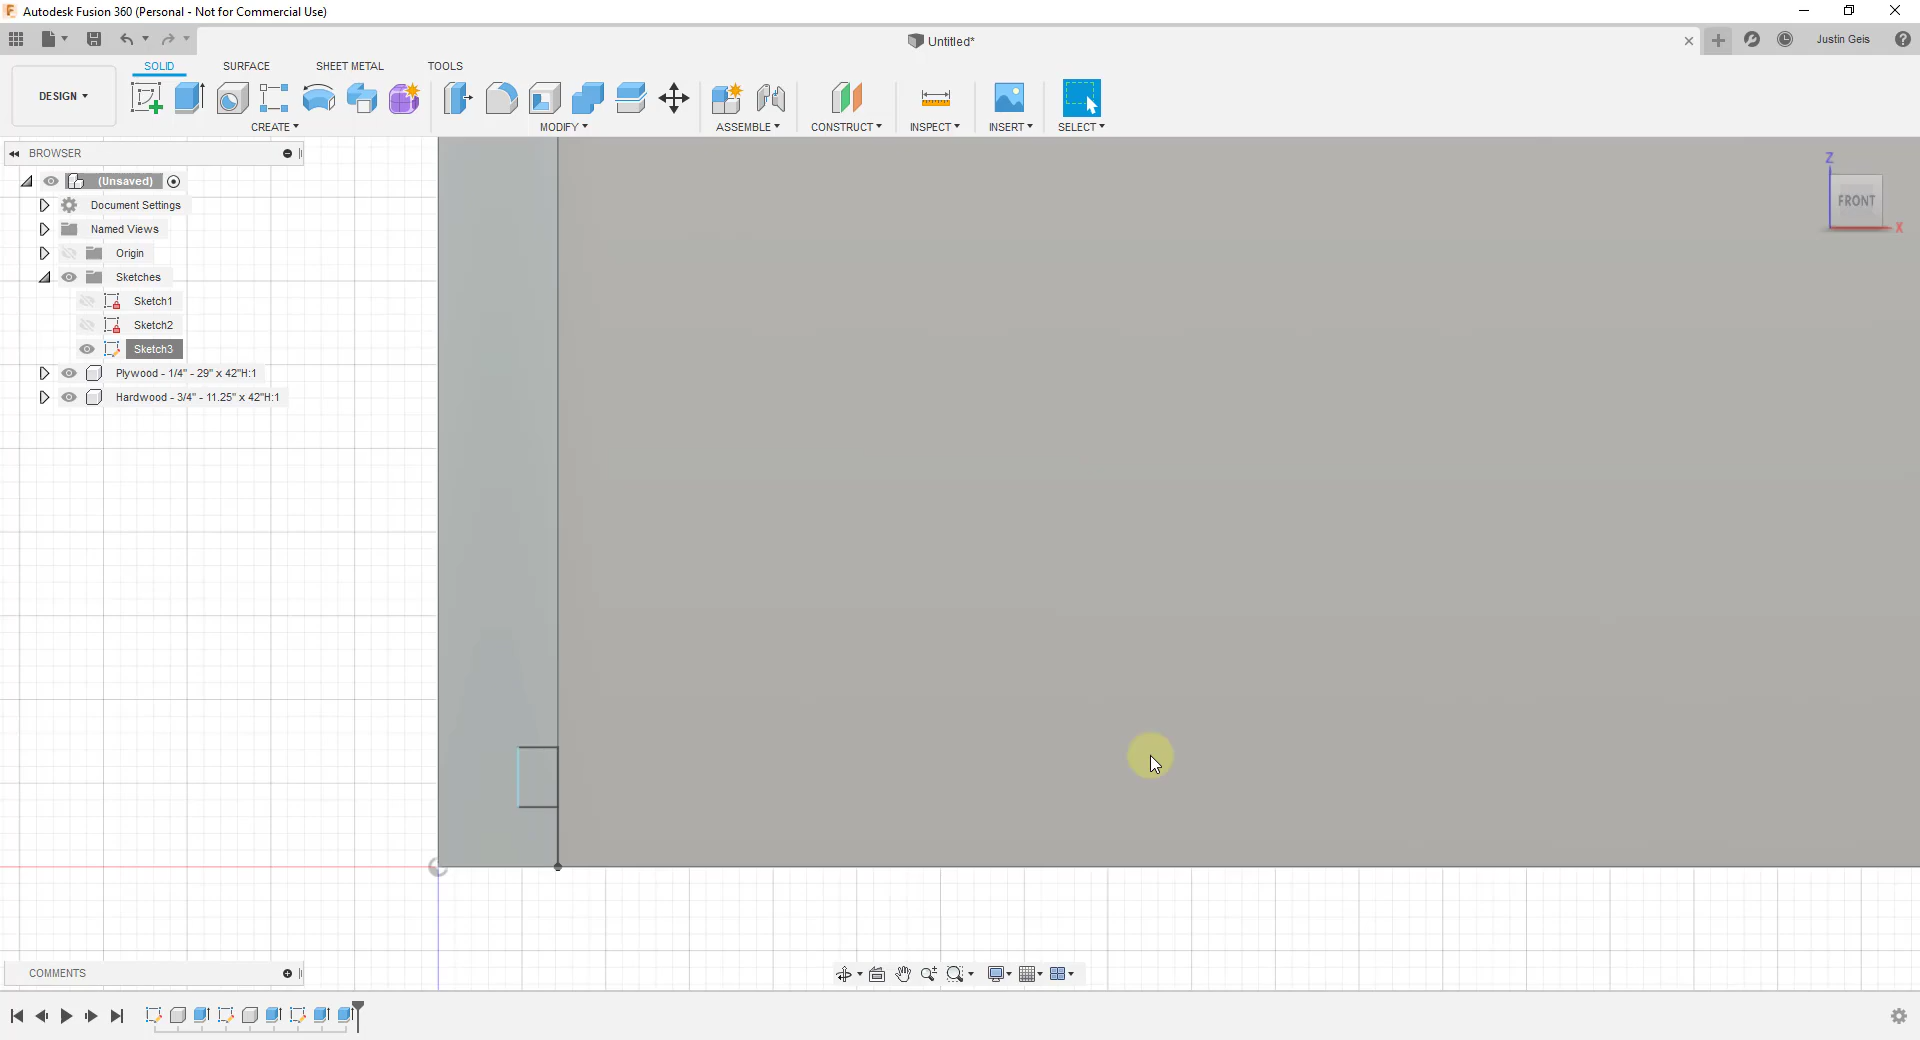 Autodesk Fusion 360 (Personal - Not for Commercial Use)
Untitled*
Justin Geis
DESIGN
SOLID
SURFACE
SHEET METAL
TOOLS
CREATE
MODIFY
ASSEMBLE
CONSTRUCT
INSPECT
INSERT
SELECT
BROWSER
(Unsaved)
Document Settings
Named Views
Origin
Sketches
Sketch1
Sketch2
Sketch3
Plywood - 1/4" - 29" x 42"H:1
Hardwood - 3/4" - 11.25" x 42"H:1
Z
FRONT
X
COMMENTS